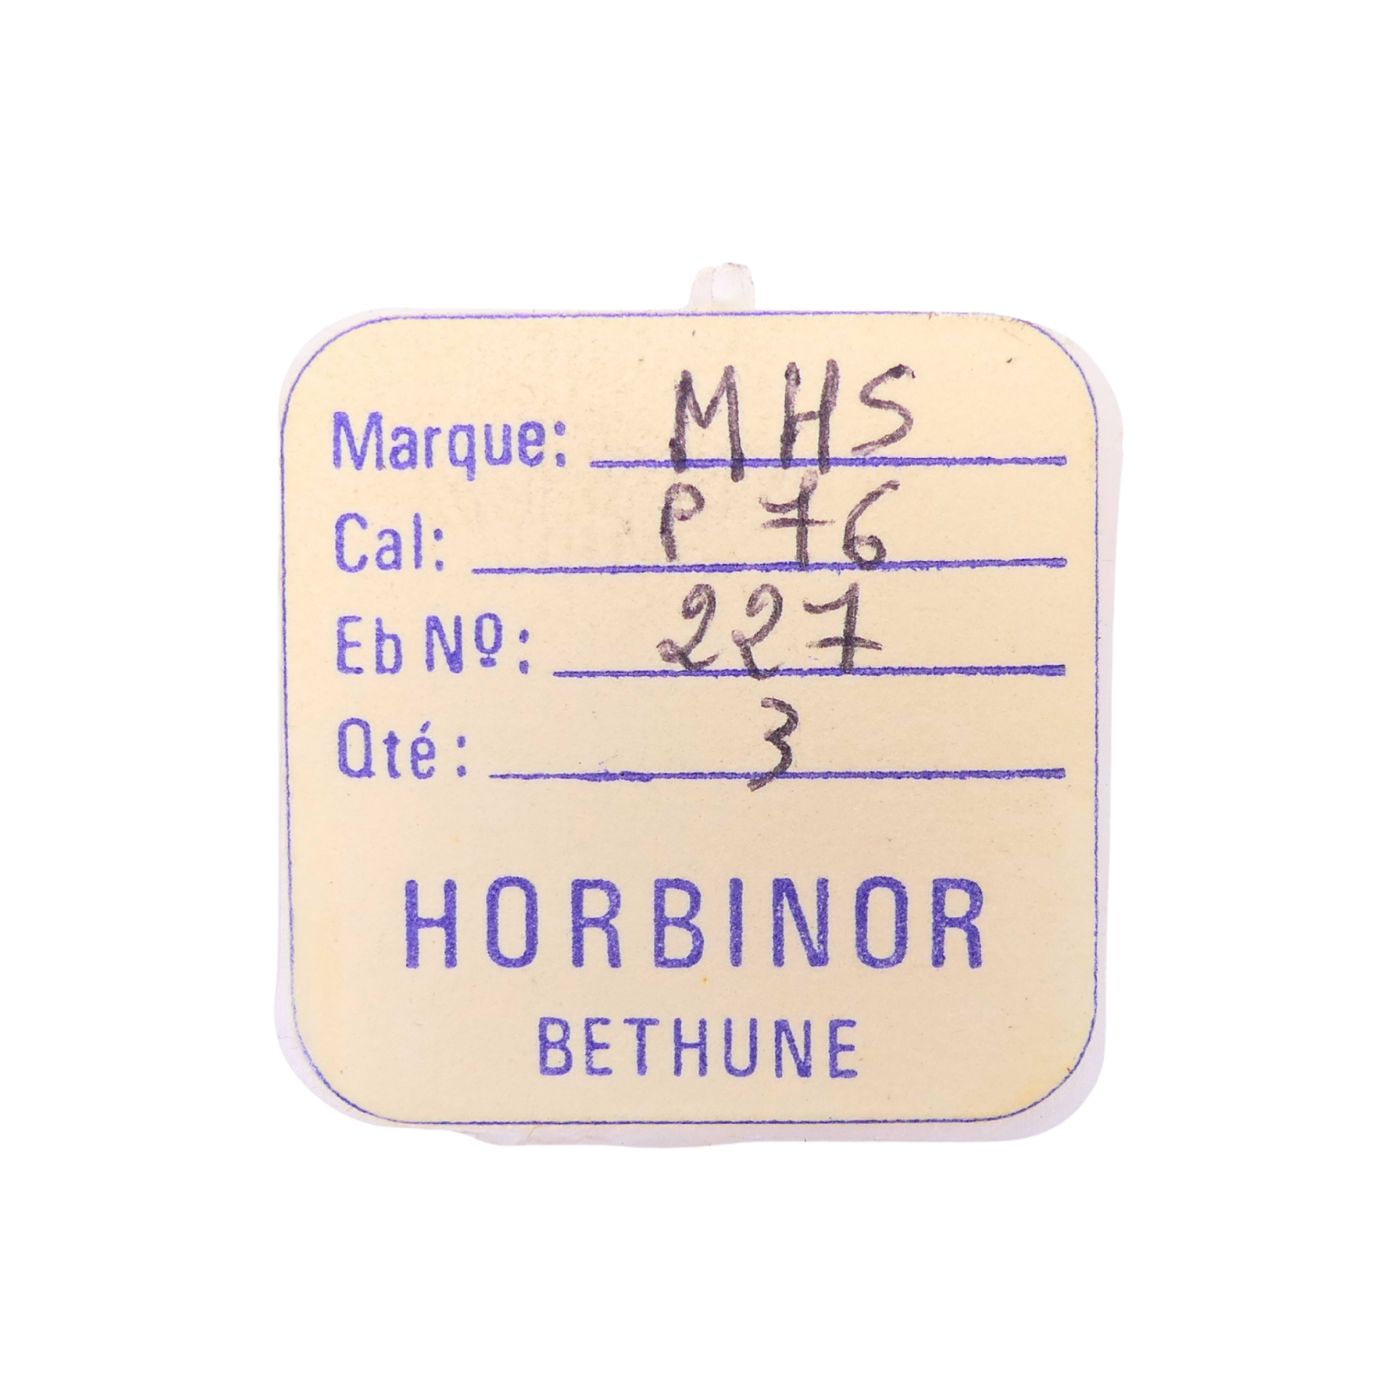 Marque: MHS
Cal: P 76
Eb Nº: 227
Qté: 3
HORBINOR
BETHUNE